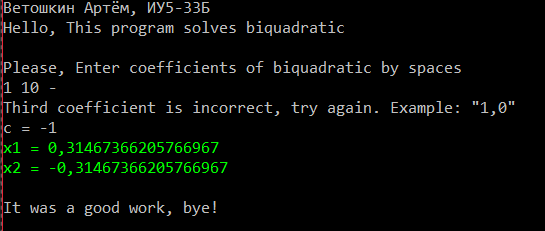 Ветошкин Артём, ИУ5-33Б
Hello, This program solves biquadratic
Please, Enter coefficients of biquadratic by spaces
1 10 -
Third coefficient is incorrect, try again. Example: "1,0"
c = -1
x1 = 0,31467366205766967
x2 = -0,31467366205766967
It was a good work, bye!